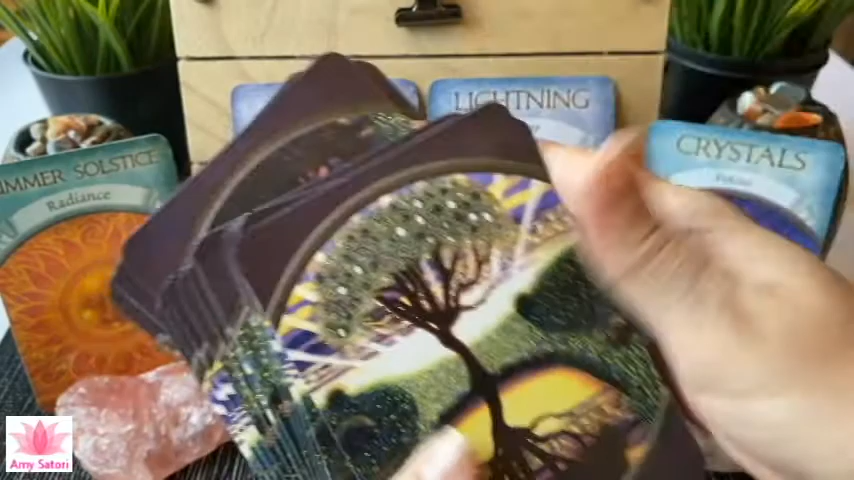 LIGHTNING
CRYSTALS
MMER SOLSTICE
Radiance
Amy Satori